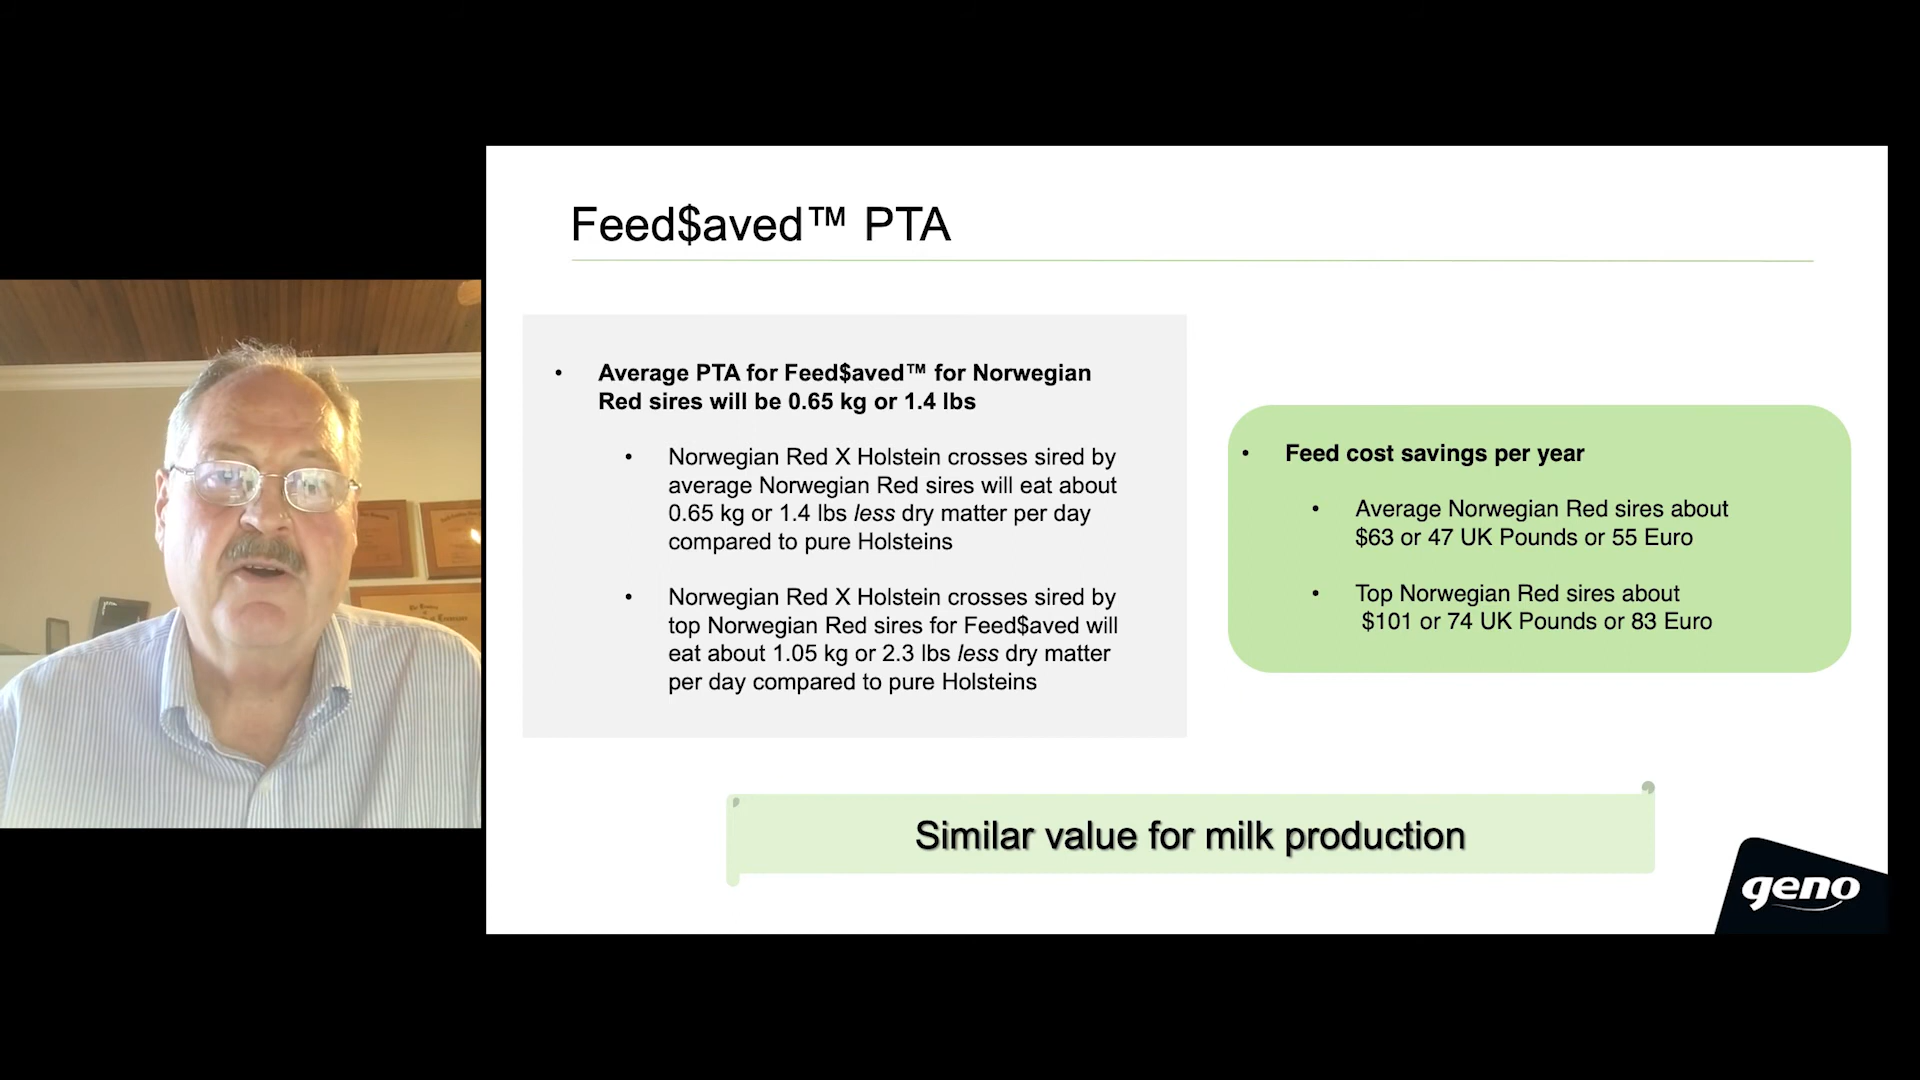 Feed$aved™ PTA
• Average PTA for Feed$aved™ for Norwegian
Red sires will be 0.65 kg or 1.4 lbs
• Norwegian Red X Holstein crosses sired by
average Norwegian Red sires will eat about
0.65 kg or 1.4 lbs less dry matter per day
compared to pure Holsteins
• Norwegian Red X Holstein crosses sired by
top Norwegian Red sires for Feed$aved will
eat about 1.05 kg or 2.3 lbs less dry matter
per day compared to pure Holsteins
• Feed cost savings per year
• Average Norwegian Red sires about
$63 or 47 UK Pounds or 55 Euro
• Top Norwegian Red sires about
$101 or 74 UK Pounds or 83 Euro
Similar value for milk production
geno